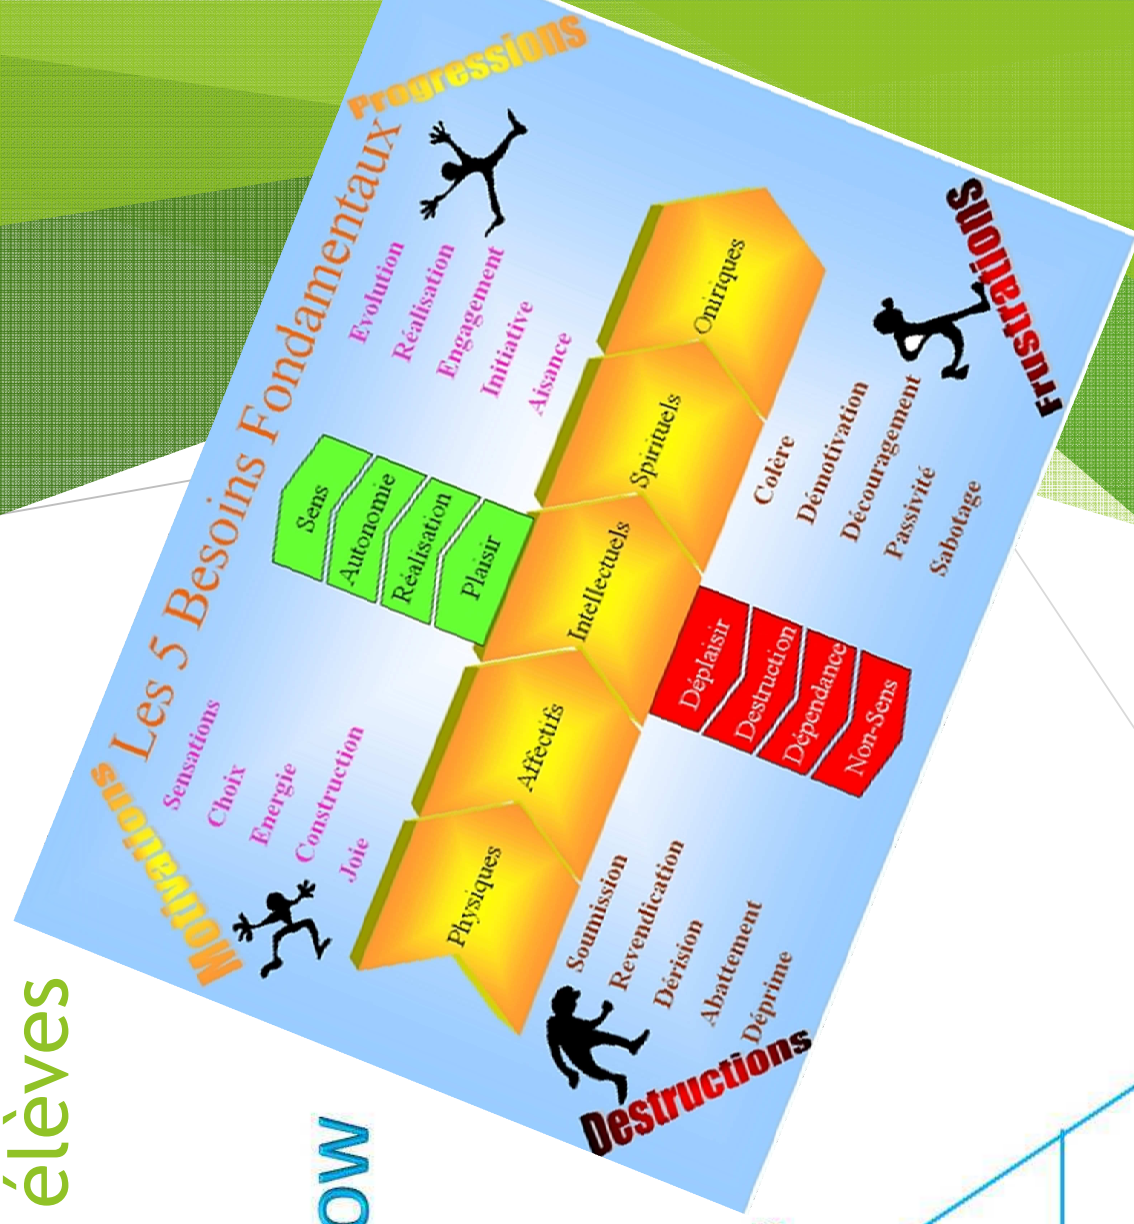 élèves
ow
Les 5 Besoins Fondamentaux
Motivations
Sensations
Choix
Energie
Construction
Joie
Progressions
Evolution
Réalisation
Engagement
Initiative
Aisance
Sens
Autonomie
Réalisation
Plaisir
Physiques
Affectifs
Intellectuels
Spirituels
Oniriques
Déplaisir
Destruction
Dépendance
Non-Sens
Soumission
Revendication
Dérision
Abattement
Déprime
Destructions
Colère
Démotivation
Découragement
Passivité
Sabotage
Frustrations